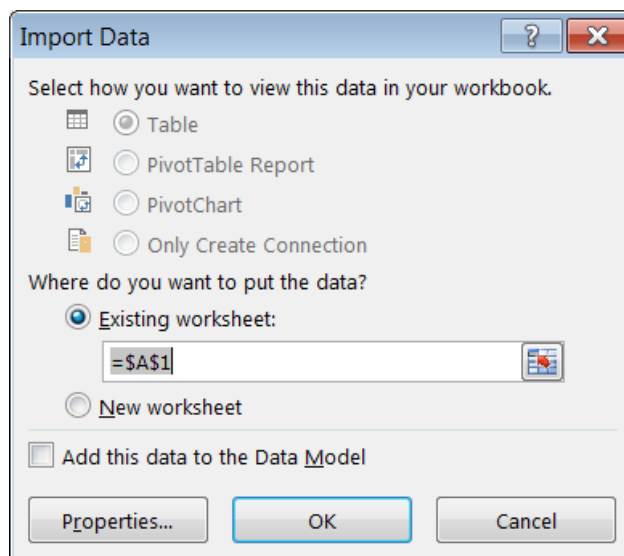 Import Data
Select how you want to view this data in your workbook.
Table
PivotTable Report
PivotChart
Only Create Connection
Where do you want to put the data?
Existing worksheet:
=$A$1
New worksheet
Add this data to the Data Model
Properties... OK Cancel